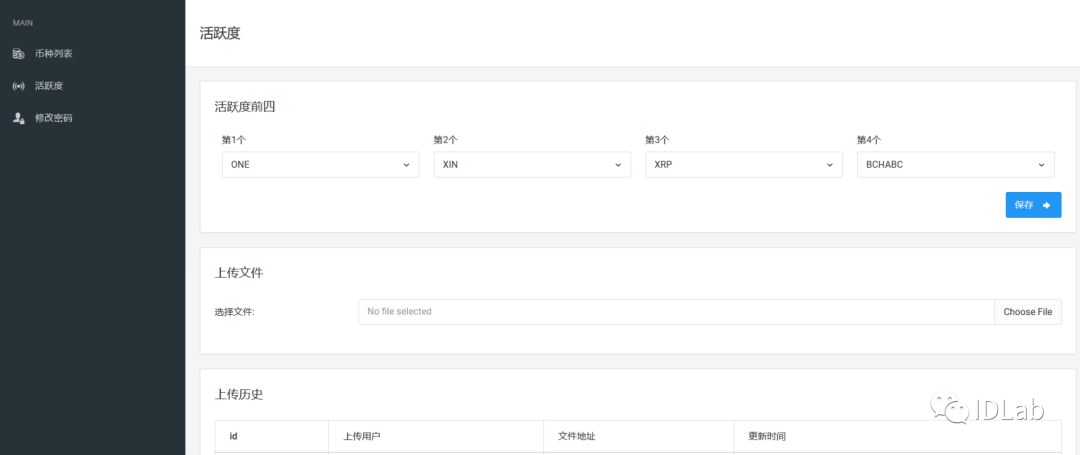 MAIN
币种列表
活跃度
修改密码
活跃度
活跃度前四
第1个 第2个 第3个 第4个
ONE XIN XRP BCHABC
保存
上传文件
选择文件: No file selected Choose File
上传历史
IDLab
id 上传用户 文件地址 更新时间